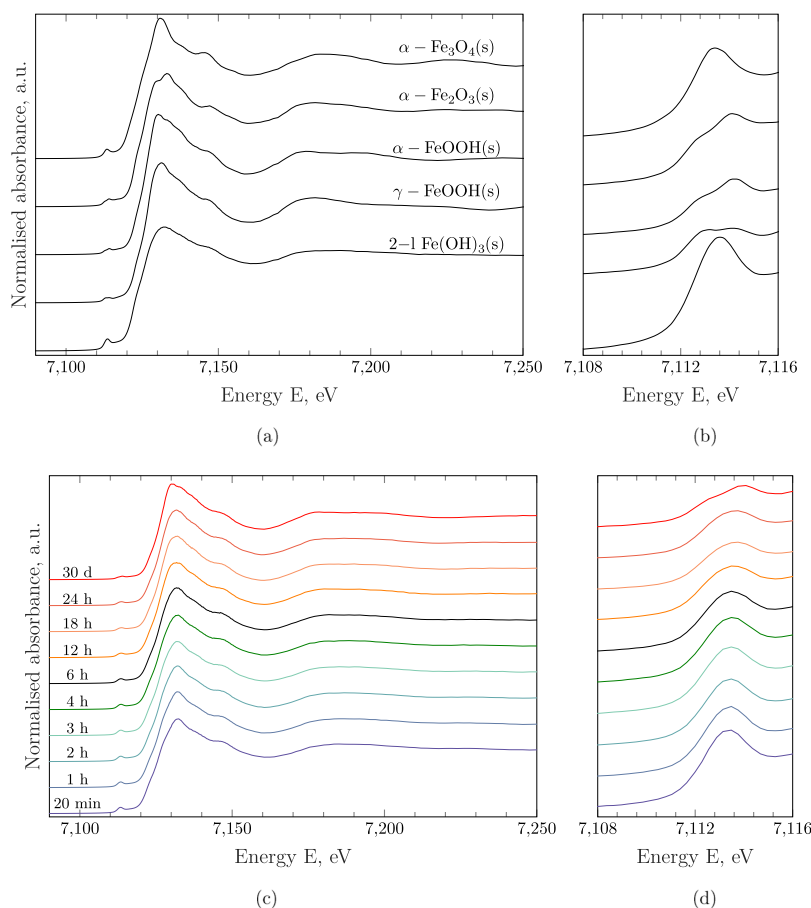 Normalised absorbance, a.u.
α − Fe₃O₄(s)
α − Fe₂O₃(s)
α − FeOOH(s)
γ − FeOOH(s)
2−l Fe(OH)₃(s)
7,100 7,150 7,200 7,250
Energy E, eV
(a)
7,108 7,112 7,116
Energy E, eV
(b)
Normalised absorbance, a.u.
30 d
24 h
18 h
12 h
6 h
4 h
3 h
2 h
1 h
20 min
7,100 7,150 7,200 7,250
Energy E, eV
(c)
7,108 7,112 7,116
Energy E, eV
(d)